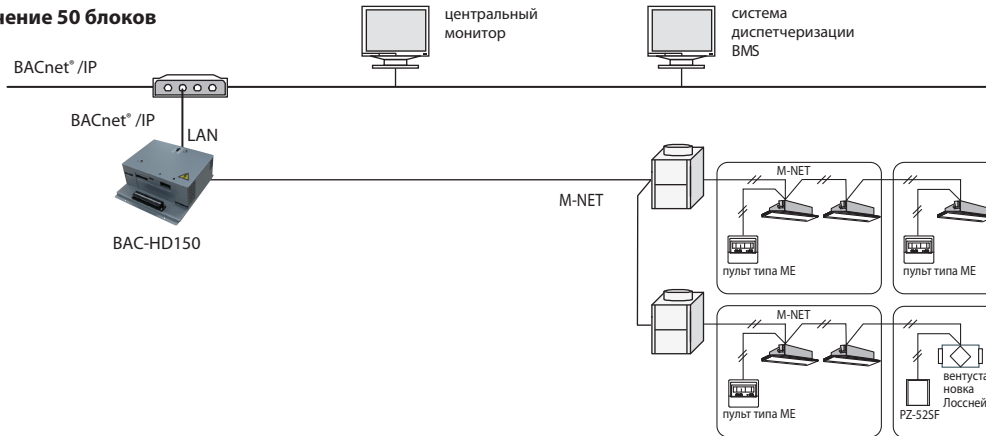 чение 50 блоков
центральный
монитор
система
диспетчеризации
BMS
BACnet® /IP
BACnet® /IP
LAN
BAC-HD150
M-NET
M-NET
пульт типа ME
пульт типа ME
M-NET
пульт типа ME
вентуста
новка
Лоссней
PZ-52SF